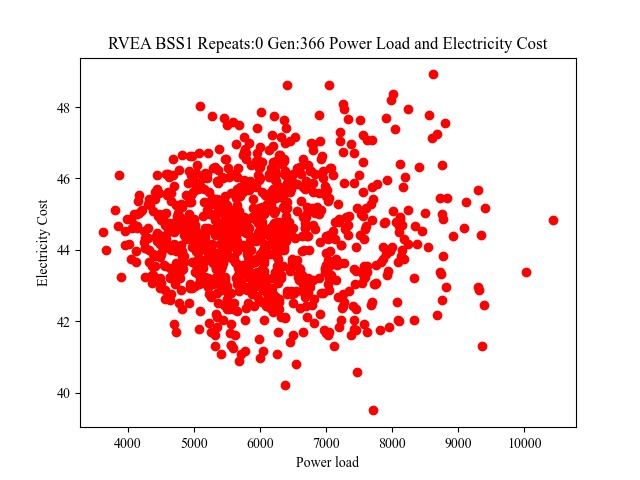 RVEA BSS1 Repeats:0 Gen:366 Power Load and Electricity Cost
48
46
44
42
40
Electricity Cost
4000 5000 6000 7000 8000 9000 10000
Power load